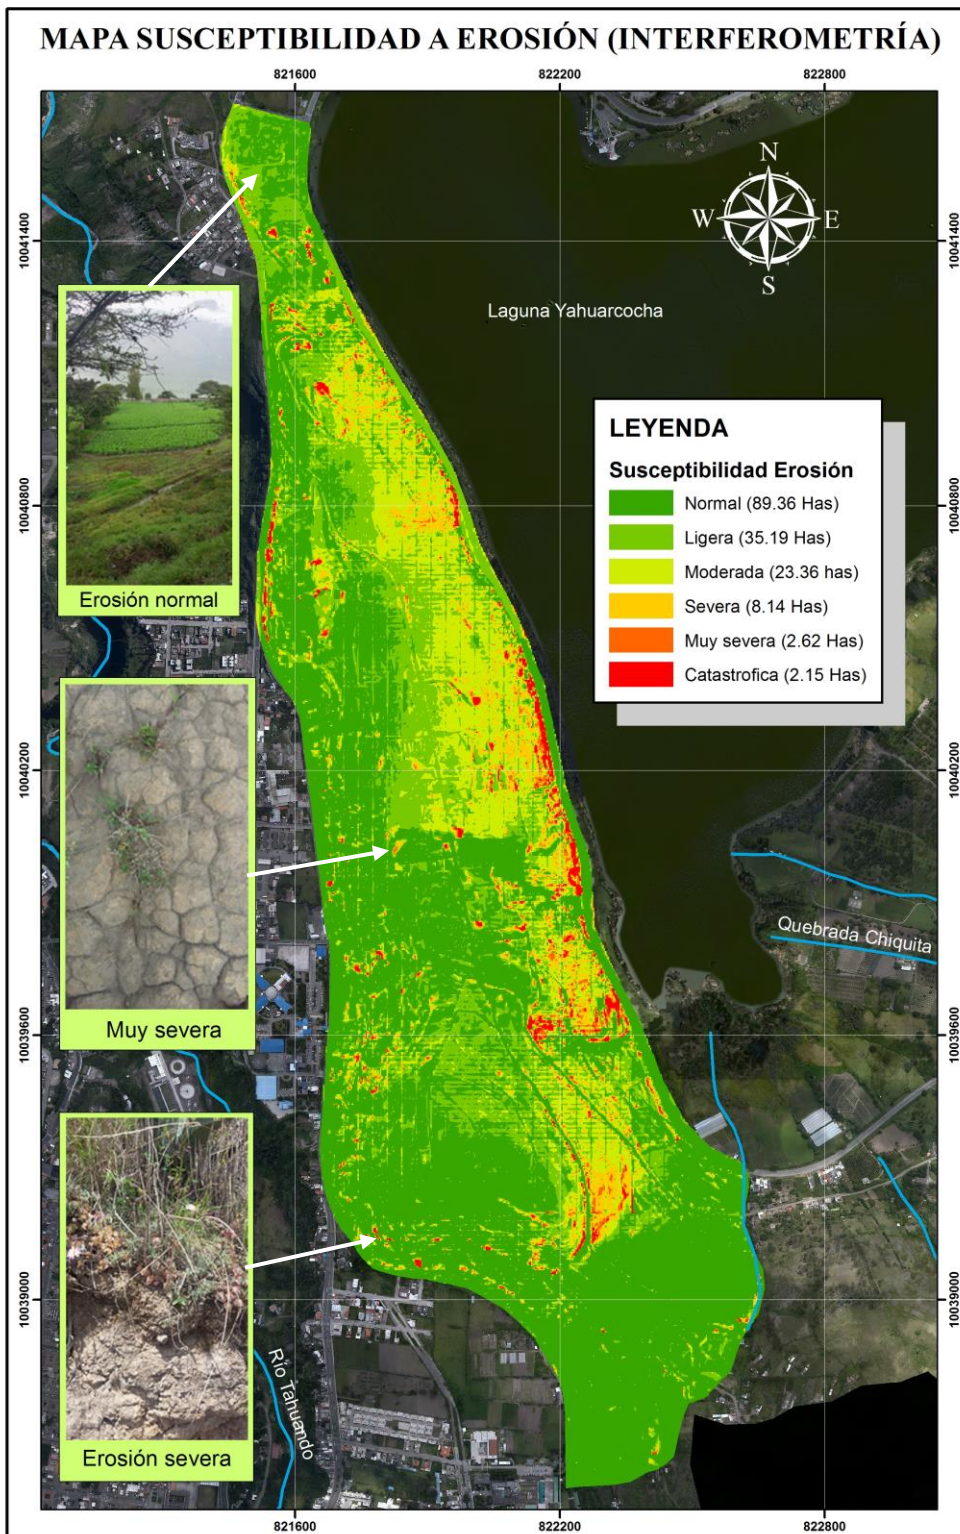 MAPA SUSCEPTIBILIDAD A EROSIÓN (INTERFEROMETRÍA)
821600
822200
822800
N
W
E
S
10041400
10041400
Laguna Yahuarcocha
LEYENDA
Susceptibilidad Erosión
Normal (89.36 Has)
Ligera (35.19 Has)
Moderada (23.36 has)
Severa (8.14 Has)
Muy severa (2.62 Has)
Catastrofica (2.15 Has)
10040800
10040800
Erosión normal
10040200
10040200
Quebrada Chiquita
Muy severa
10039600
10039600
10039000
10039000
Río Tahuando
Erosión severa
821600
822200
822800